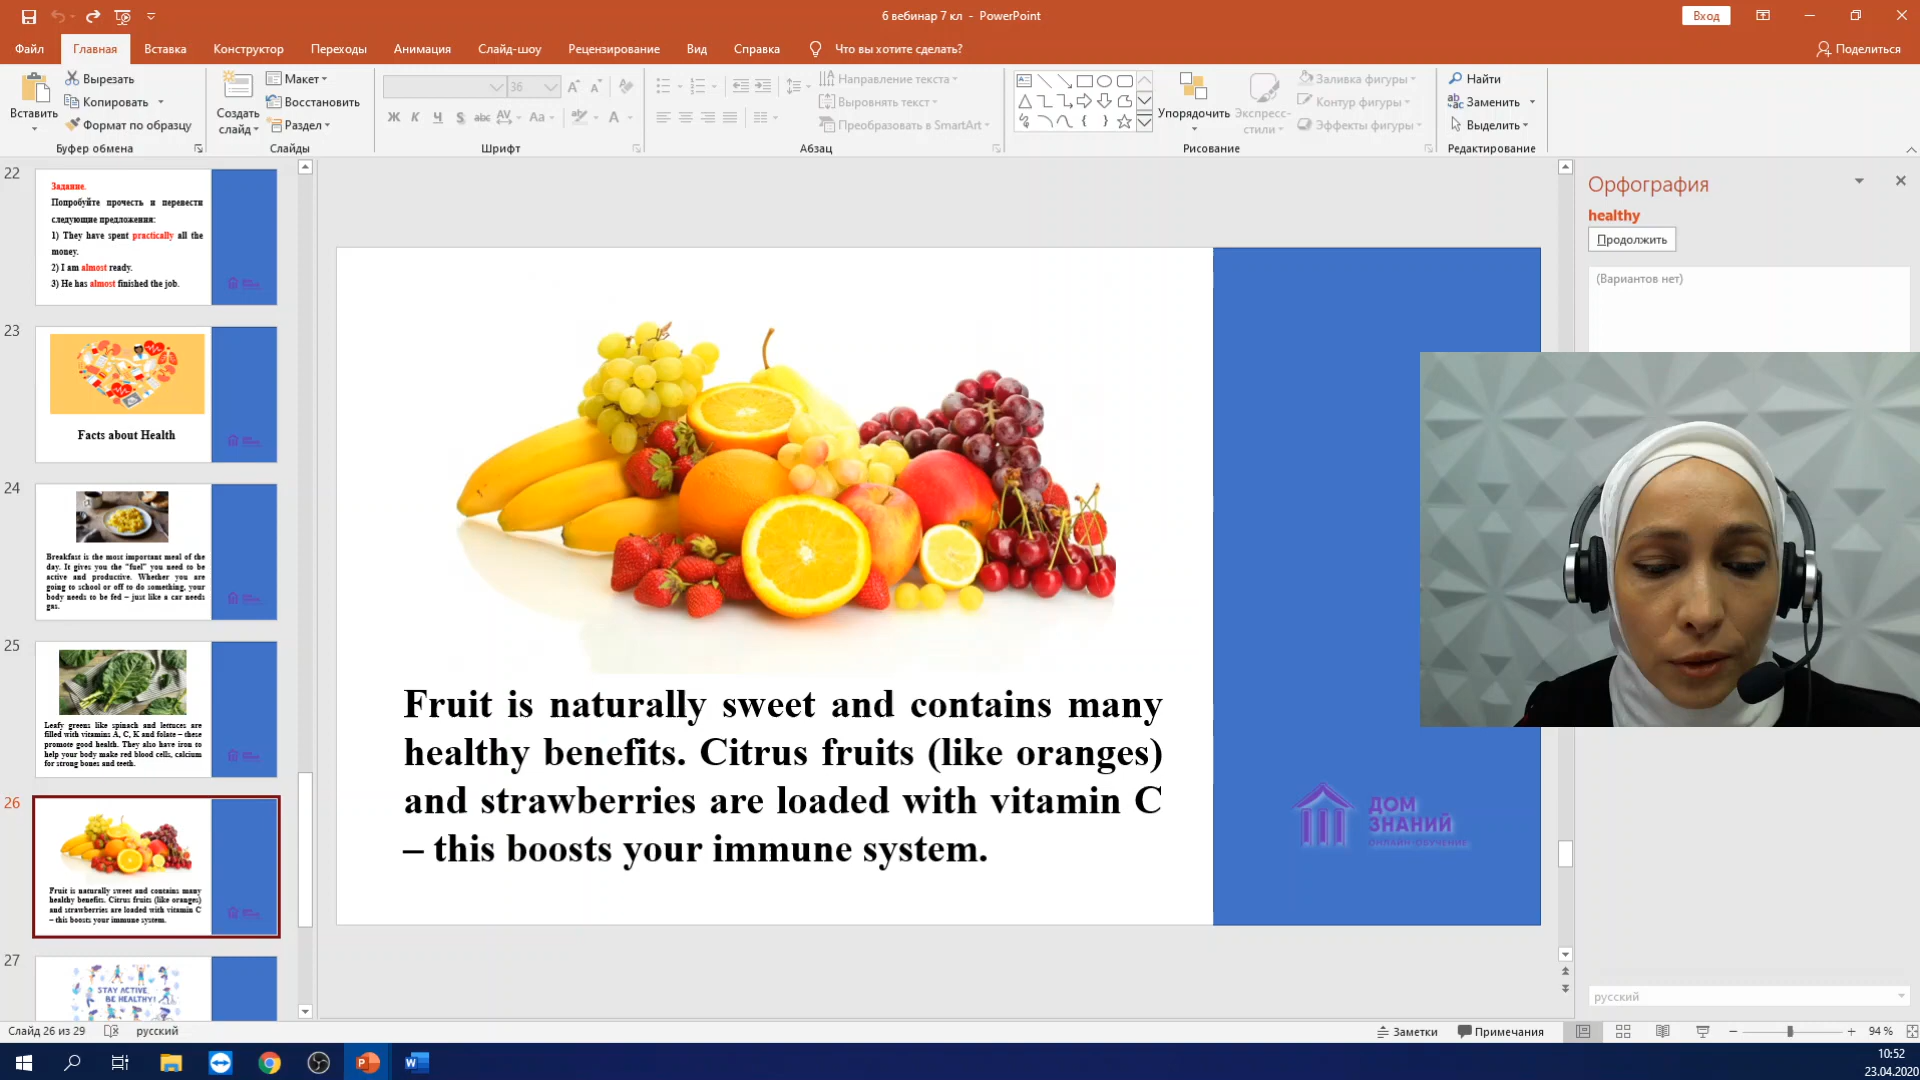 6 вебинар 7 кл - PowerPoint
Вход
Файл
Главная
Вставка
Конструктор
Переходы
Анимация
Слайд-шоу
Рецензирование
Вид
Справка
Что вы хотите сделать?
Поделиться
Вставить
Вырезать
Копировать
Формат по образцу
Буфер обмена
Создать
слайд
Макет
Восстановить
Раздел
Слайды
36
Ж К Ч S abc AV Aa
Шрифт
Направление текста
Выровнять текст
Преобразовать в SmartArt
Абзац
Упорядочить
Экспресс-
стили
Заливка фигуры
Контур фигуры
Эффекты фигуры
Рисование
Найти
Заменить
Выделить
Редактирование
22
Задание.
Попробуйте прочесть и перевести
следующие предложения:
1) They have spent practically all the
money.
2) I am almost ready.
3) He has almost finished the job.
23
Facts about Health
24
Breakfast is the most important meal of the
day. It gives you the "fuel" you need to be
active and productive. Whether you are
going to school or off to do something, your
body needs to be fed – just like a car needs
gas.
25
Leafy greens like spinach and lettuces are
filled with vitamins A, C, K and folate – these
promote good health. They also have iron to
help your body make red blood cells, calcium
for strong bones and teeth.
26
Fruit is naturally sweet and contains many
healthy benefits. Citrus fruits (like oranges)
and strawberries are loaded with vitamin C
– this boosts your immune system.
27
STAY ACTIVE,
BE HEALTHY!
Fruit is naturally sweet and contains many
healthy benefits. Citrus fruits (like oranges)
and strawberries are loaded with vitamin C
– this boosts your immune system.
ДОМ
ЗНАНИЙ
ОНЛАЙН-ОБУЧЕНИЕ
Орфография
healthy
Продолжить
(Вариантов нет)
русский
Слайд 26 из 29
русский
Заметки
Примечания
94 %
10:52
23.04.2020